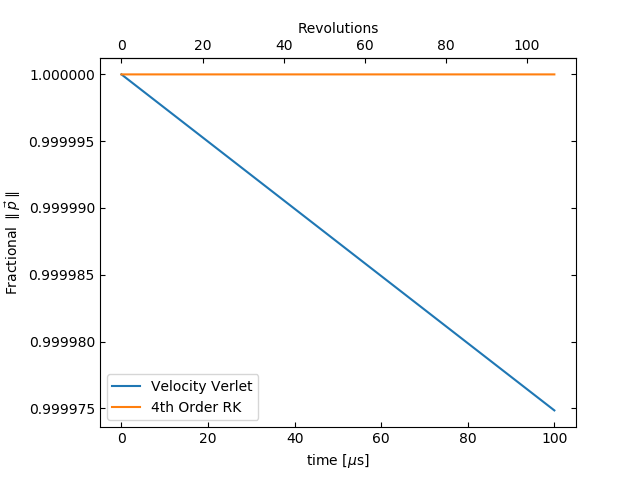 Revolutions
0 20 40 60 80 100
1.000000
0.999995
0.999990
0.999985
0.999980
0.999975
Fractional ∥p⃗∥
Velocity Verlet
4th Order RK
0 20 40 60 80 100
time [μs]